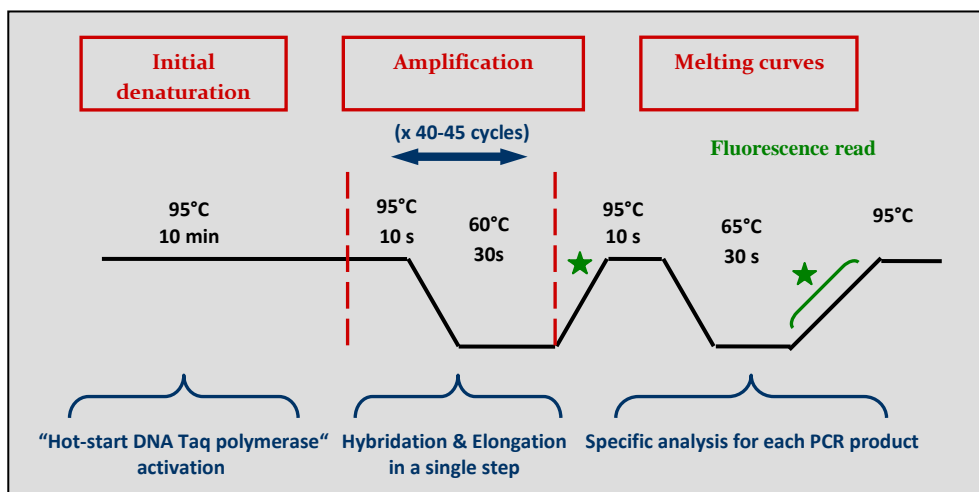 Initial
denaturation
Amplification
Melting curves
(x 40-45 cycles)
Fluorescence read
95°C
10 min
95°C
10 s
60°C
30s
95°C
10 s
65°C
30 s
95°C
“Hot-start DNA Taq polymerase“
activation
Hybridation & Elongation
in a single step
Specific analysis for each PCR product